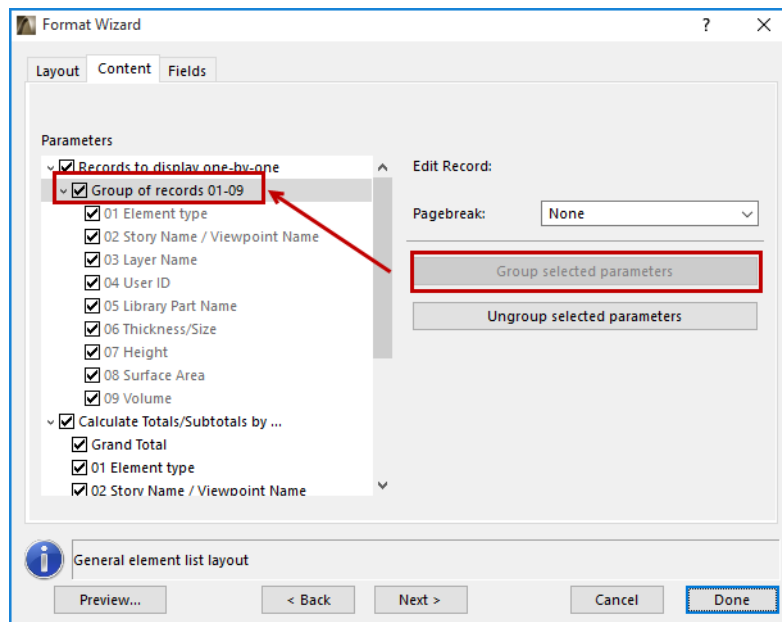 Format Wizard
Layout Content Fields
Parameters
Records to display one-by-one
Group of records 01-09
01 Element type
02 Story Name / Viewpoint Name
03 Layer Name
04 User ID
05 Library Part Name
06 Thickness/Size
07 Height
08 Surface Area
09 Volume
Calculate Totals/Subtotals by ...
Grand Total
01 Element type
02 Story Name / Viewpoint Name
Edit Record:
Pagebreak: None
Group selected parameters
Ungroup selected parameters
General element list layout
Preview... < Back Next > Cancel Done